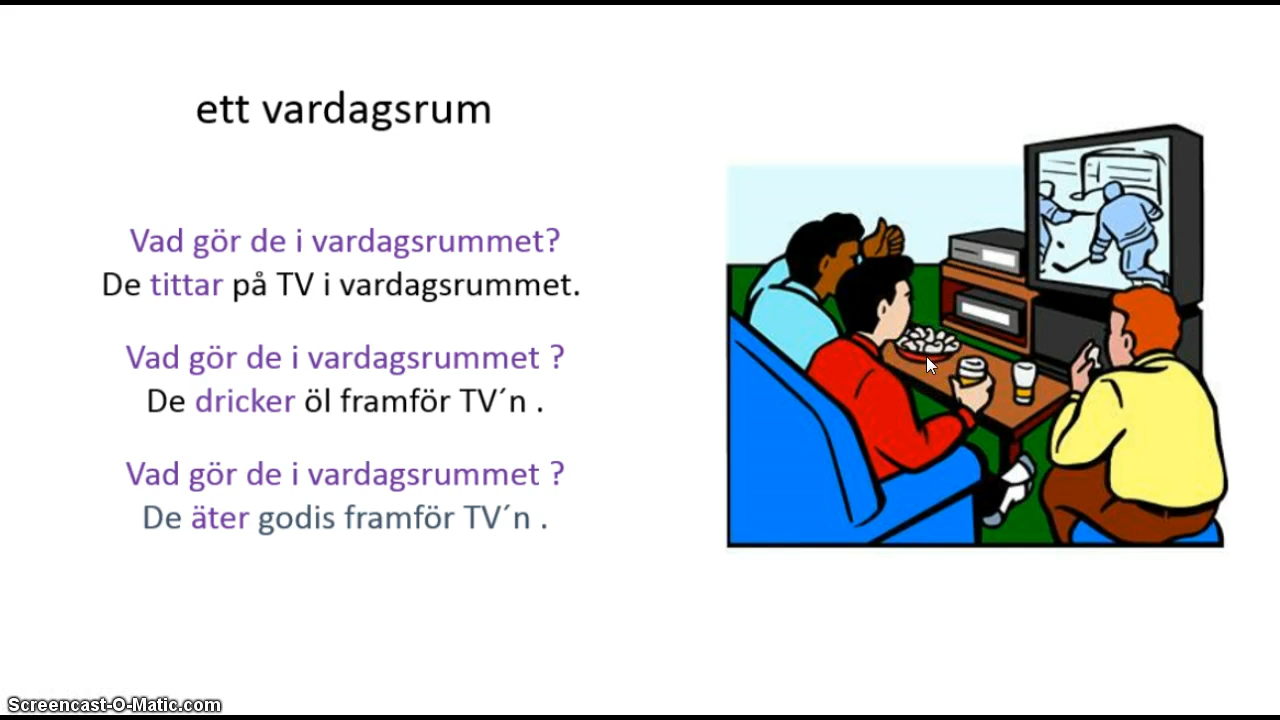 ett vardagsrum
Vad gör de i vardagsrummet?
De tittar på TV i vardagsrummet.
Vad gör de i vardagsrummet ?
De dricker öl framför TV´n .
Vad gör de i vardagsrummet ?
De äter godis framför TV´n .
Screencast-O-Matic.com